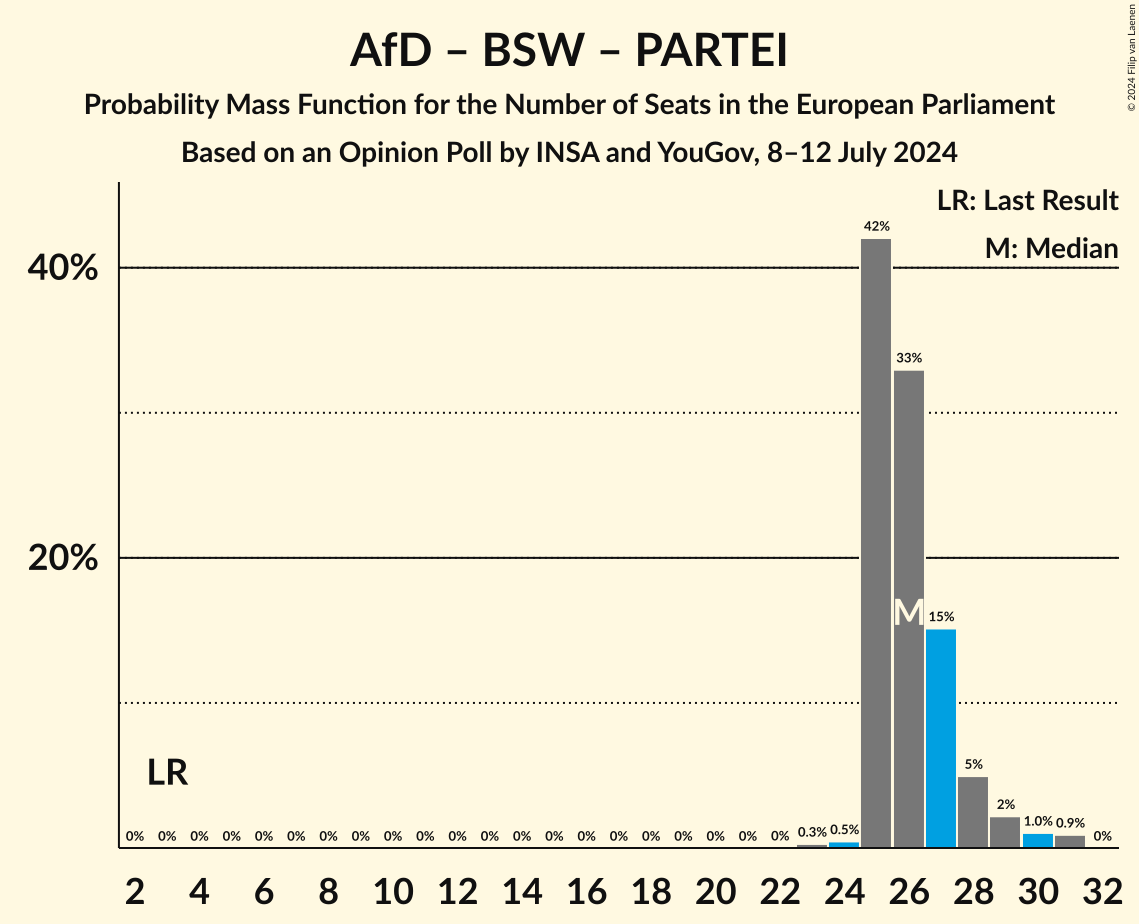 AfD – BSW – PARTEI
Probability Mass Function for the Number of Seats in the European Parliament
Based on an Opinion Poll by INSA and YouGov, 8–12 July 2024
© 2024 Filip van Laenen
LR: Last Result
M: Median
40%
20%
42%
33%
M
15%
LR
5%
2%
0% 0% 0% 0% 0% 0% 0% 0% 0% 0% 0% 0% 0% 0% 0% 0% 0% 0% 0% 0% 0% 0.3% 0.5% 1.0% 0.9% 0%
2 4 6 8 10 12 14 16 18 20 22 24 26 28 30 32